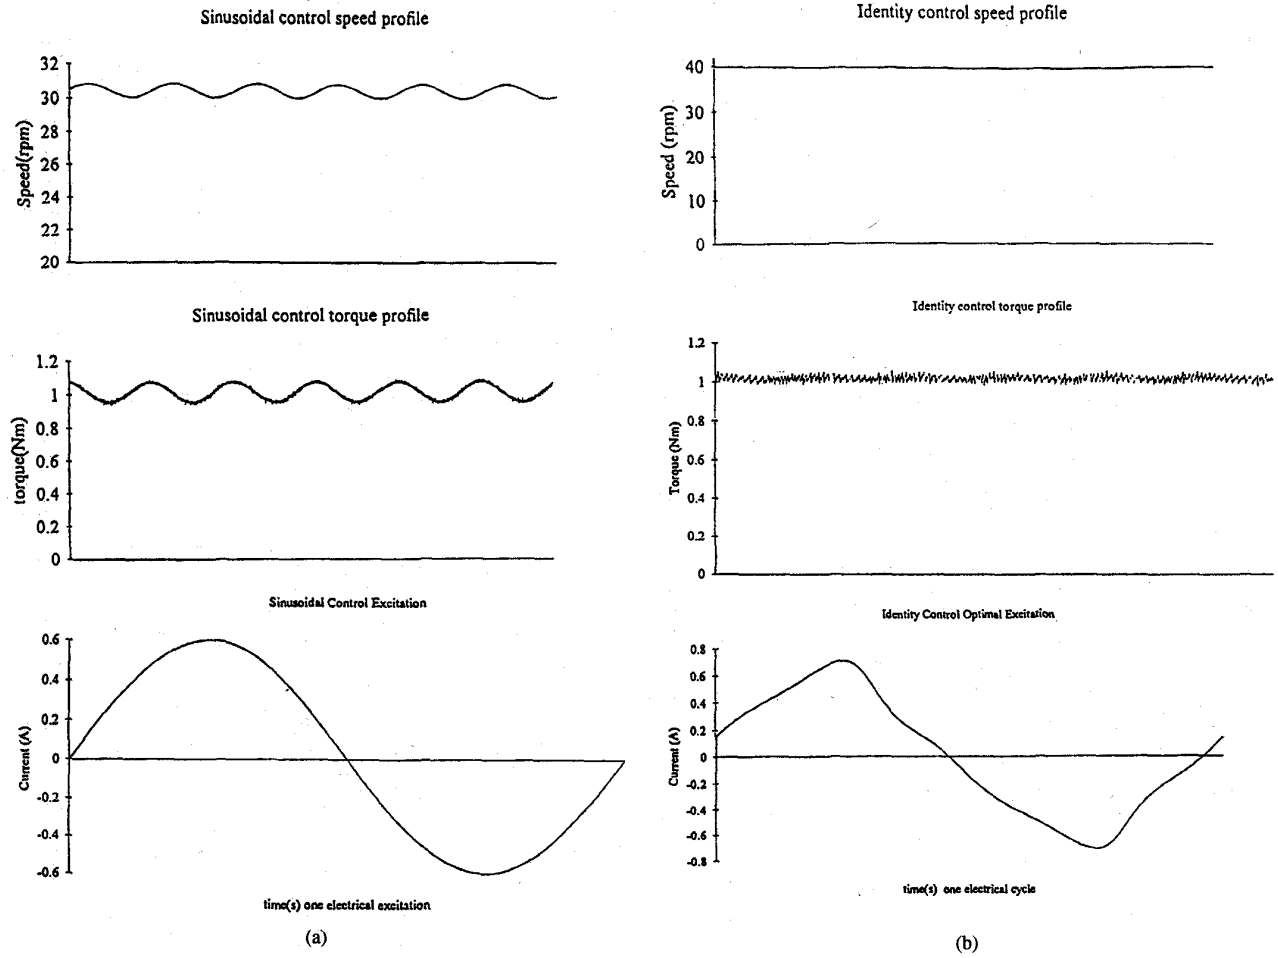 Sinusoidal control speed profile
32
30
28
26
24
22
20
Speed(rpm)
Sinusoidal control torque profile
1.2
1
0.8
0.6
0.4
0.2
0
torque(Nm)
Sinusoidal Control Excitation
0.6
0.4
0.2
0
-0.2
-0.4
-0.6
Current (A)
time(s) one electrical excitation
(a)
Identity control speed profile
40
30
20
10
0
Speed (rpm)
Identity control torque profile
1.2
1
0.8
0.6
0.4
0.2
0
Torque (Nm)
Identity Control Optimal Excitation
0.8
0.6
0.4
0.2
0
-0.2
-0.4
-0.6
-0.8
Current (A)
time(s) one electrical cycle
(b)